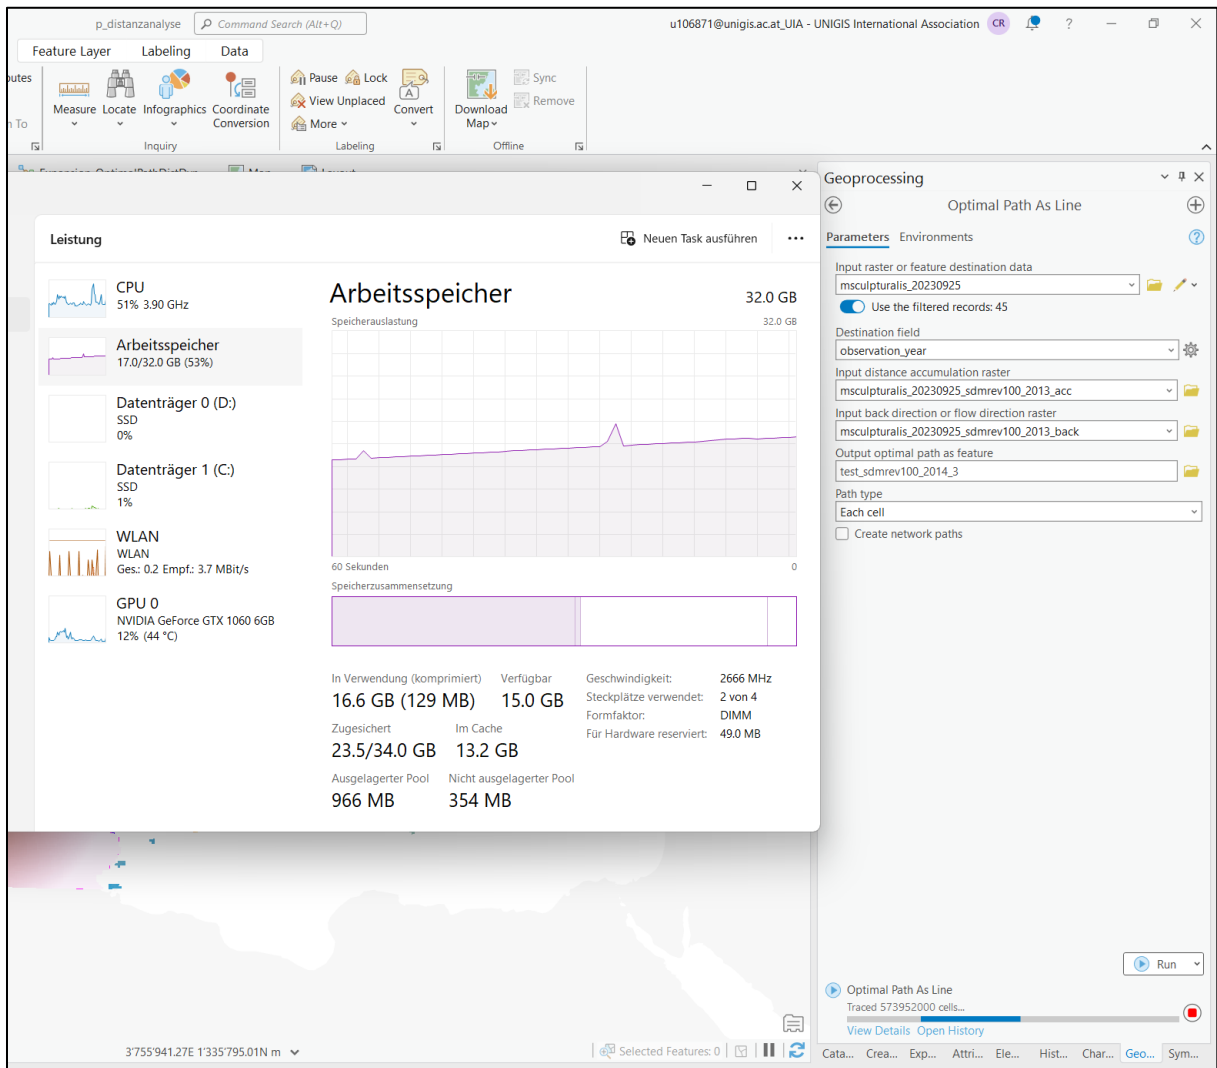 p_distanzanalyse
Command Search (Alt+Q)
u106871@unigis.ac.at_UIA - UNIGIS International Association
CR
?
Feature Layer
Labeling
Data
Measure
Locate
Infographics
Coordinate
Conversion
Inquiry
Pause
Lock
View Unplaced
More
Convert
Labeling
Download
Map
Sync
Remove
Offline
Leistung
Neuen Task ausführen
CPU
51% 3.90 GHz
Arbeitsspeicher
17.0/32.0 GB (53%)
Datenträger 0 (D:)
SSD
0%
Datenträger 1 (C:)
SSD
1%
WLAN
WLAN
Ges.: 0.2 Empf.: 3.7 MBit/s
GPU 0
NVIDIA GeForce GTX 1060 6GB
12% (44 °C)
Arbeitsspeicher
32.0 GB
Speicherauslastung
32.0 GB
60 Sekunden
0
Speicherzusammensetzung
In Verwendung (komprimiert)
16.6 GB (129 MB)
Verfügbar
15.0 GB
Zugesichert
23.5/34.0 GB
Im Cache
13.2 GB
Ausgelagerter Pool
966 MB
Nicht ausgelagerter Pool
354 MB
Geschwindigkeit: 2666 MHz
Steckplätze verwendet: 2 von 4
Formfaktor: DIMM
Für Hardware reserviert: 49.0 MB
Geoprocessing
Optimal Path As Line
Parameters
Environments
?
Input raster or feature destination data
msculpturalis_20230925
Use the filtered records: 45
Destination field
observation_year
Input distance accumulation raster
msculpturalis_20230925_sdmrev100_2013_acc
Input back direction or flow direction raster
msculpturalis_20230925_sdmrev100_2013_back
Output optimal path as feature
test_sdmrev100_2014_3
Path type
Each cell
Create network paths
Run
Optimal Path As Line
Traced 573952000 cells...
View Details Open History
3'755'941.27E 1'335'795.01N m
Selected Features: 0
Cata...
Crea...
Exp...
Attri...
Ele...
Hist...
Char...
Geo...
Sym...